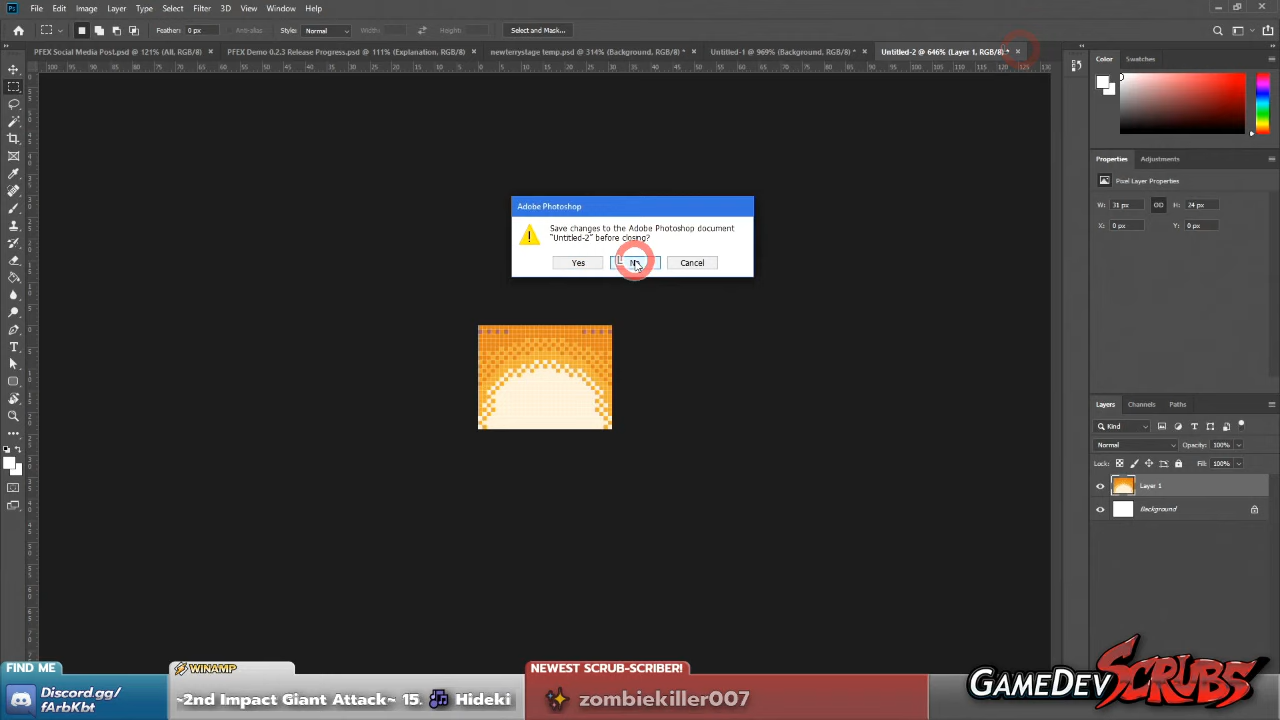 Ps File Edit Image Layer Type Select Filter 3D View Window Help
Feather: 0 px Anti-alias Style: Normal Width: Height: Select and Mask...
PFEX Social Media Post.psd @ 121% (All, RGB/8) × PFEX Demo 0.2.3 Release Progress.psd @ 111% (Explanation, RGB/8) × newterrystage temp.psd @ 314% (Background, RGB/8) * × Untitled-1 @ 969% (Background, RGB/8) * × Untitled-2 @ 646% (Layer 1, RGB/8) * ×
Color Swatches
Adobe Photoshop
Save changes to the Adobe Photoshop document
"Untitled-2" before closing?
Yes Cancel
Properties Adjustments
Pixel Layer Properties
W: 31 px H: 24 px
X: 0 px Y: 0 px
Layers Channels Paths
Kind
Normal Opacity: 100%
Lock: Fill: 100%
Layer 1
Background
FIND ME
Discord.gg/
fArbKbt
WINAMP
~2nd Impact Giant Attack~ 15. Hideki
NEWEST SCRUB-SCRIBER!
zombiekiller007
GAMEDEV SCRUBS